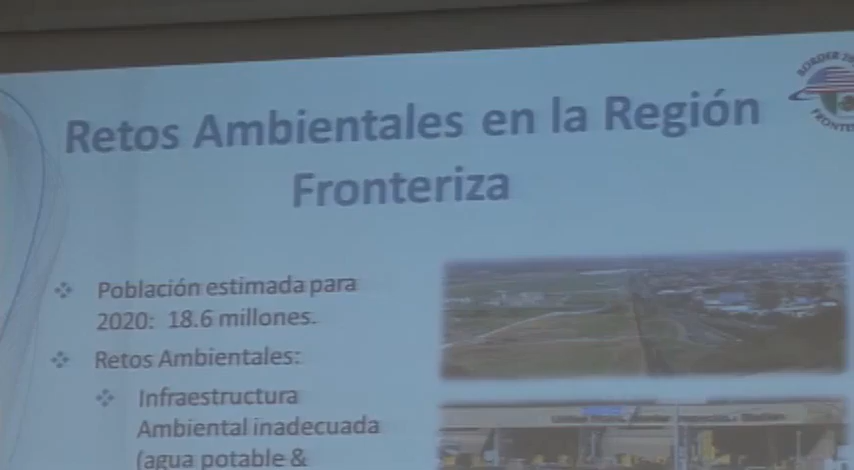 Retos Ambientales en la Región
Fronteriza
Población estimada para
2020: 18.6 millones.
Retos Ambientales:
Infraestructura
Ambiental inadecuada
(agua potable &
BORDER